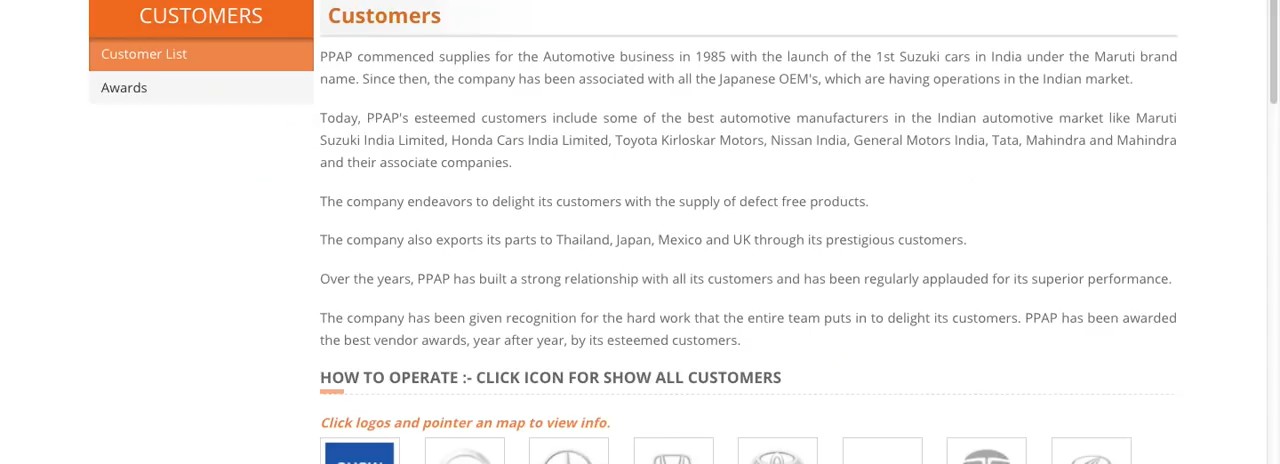 CUSTOMERS
Customer List
Awards
Customers
PPAP commenced supplies for the Automotive business in 1985 with the launch of the 1st Suzuki cars in India under the Maruti brand
name. Since then, the company has been associated with all the Japanese OEM's, which are having operations in the Indian market.
Today, PPAP's esteemed customers include some of the best automotive manufacturers in the Indian automotive market like Maruti
Suzuki India Limited, Honda Cars India Limited, Toyota Kirloskar Motors, Nissan India, General Motors India, Tata, Mahindra and Mahindra
and their associate companies.
The company endeavors to delight its customers with the supply of defect free products.
The company also exports its parts to Thailand, Japan, Mexico and UK through its prestigious customers.
Over the years, PPAP has built a strong relationship with all its customers and has been regularly applauded for its superior performance.
The company has been given recognition for the hard work that the entire team puts in to delight its customers. PPAP has been awarded
the best vendor awards, year after year, by its esteemed customers.
HOW TO OPERATE :- CLICK ICON FOR SHOW ALL CUSTOMERS
Click logos and pointer an map to view info.